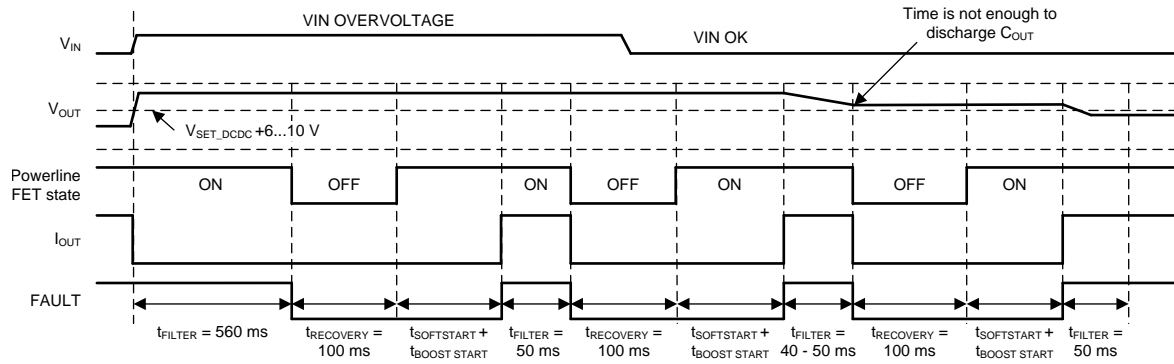 VIN OVERVOLTAGE
Time is not enough to
discharge COUT
VIN
VIN OK
VOUT
VSET_DCDC +6...10 V
Powerline
FET state
ON
OFF
ON
ON
OFF
ON
OFF
ON
IOUT
FAULT
tFILTER = 560 ms
tRECOVERY =
100 ms
tSOFTSTART +
tBOOST START
tFILTER =
50 ms
tRECOVERY =
100 ms
tSOFTSTART +
tBOOST START
tFILTER =
40 - 50 ms
tRECOVERY =
100 ms
tSOFTSTART +
tBOOST START
tFILTER =
50 ms